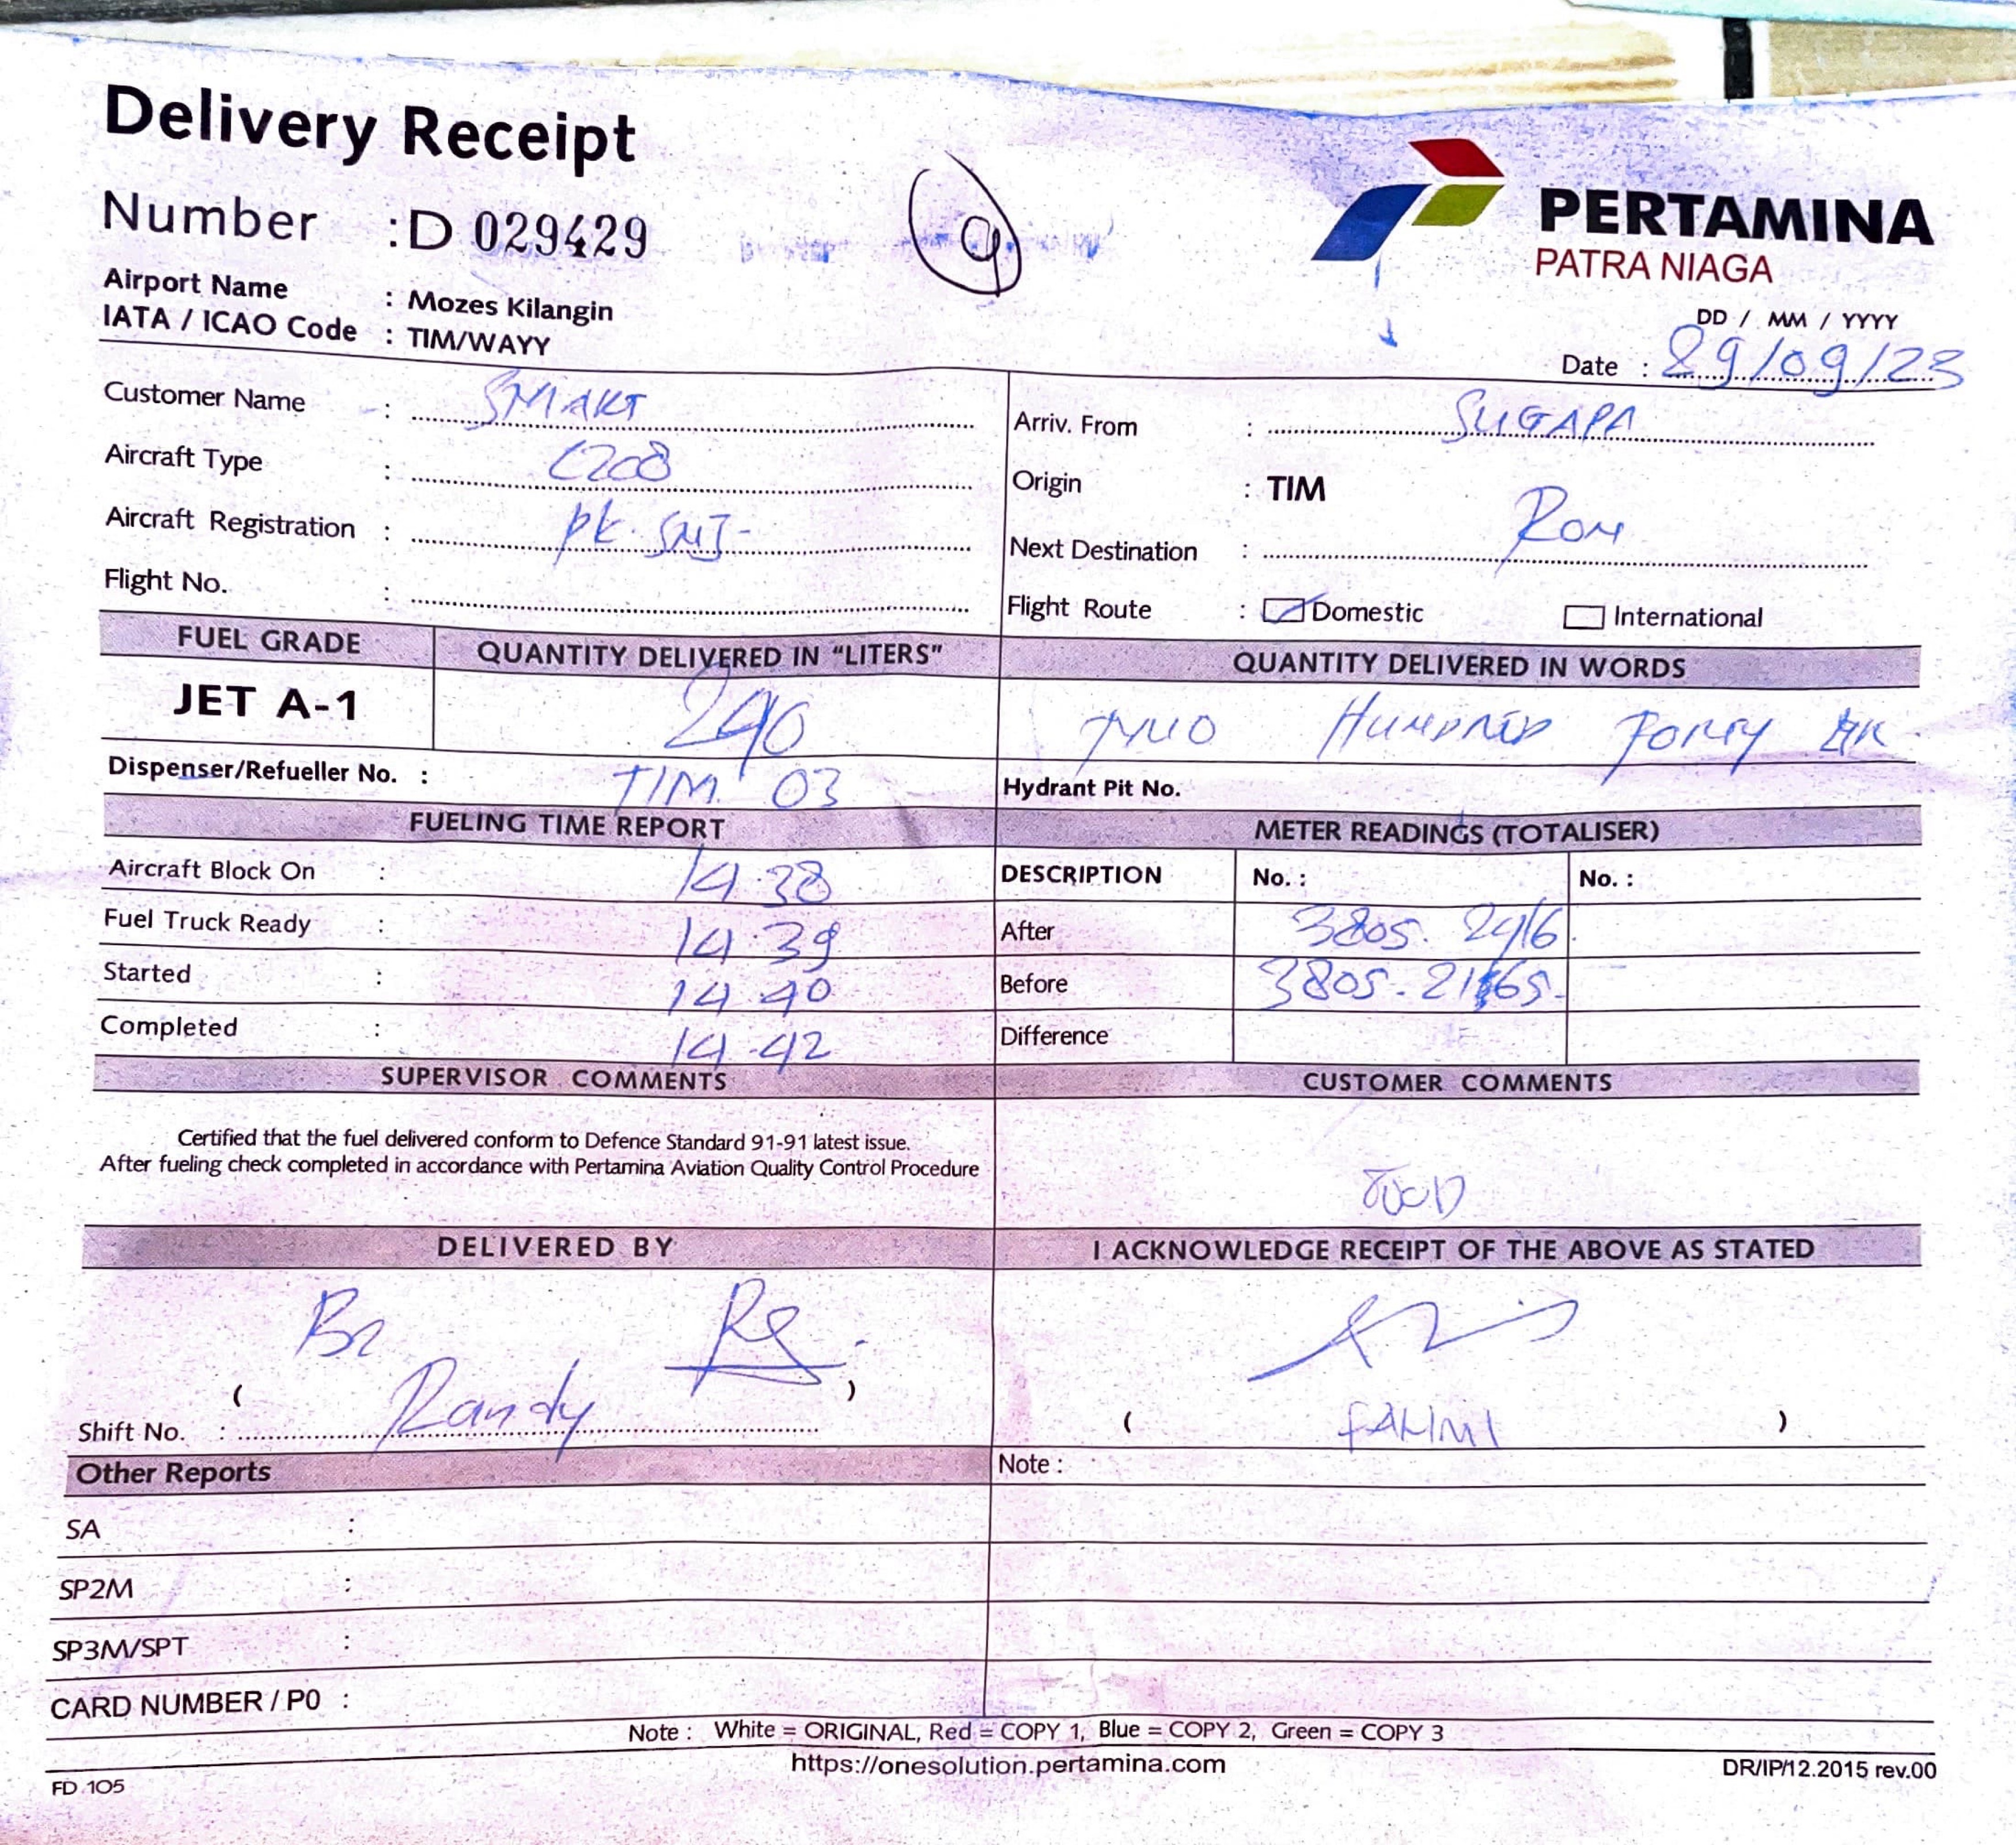 Delivery Receipt
Number : D 029429
9
PERTAMINA
PATRA NIAGA
Airport Name : Mozes Kilangin
IATA / ICAO Code : TIM/WAYY
DD / MM / YYYY
Date : 29/09/23
Customer Name : SMART
Aircraft Type : C208
Aircraft Registration : PK. SNJ-
Flight No. :
Arriv. From : SUGAPA
Origin : TIM
Next Destination :
Flight Route : Domestic International
FUEL GRADE QUANTITY DELIVERED IN "LITERS" QUANTITY DELIVERED IN WORDS
JET A-1 240 TWO HUNDRED FORTY
Dispenser/Refueller No. : TIM 03 Hydrant Pit No.
FUELING TIME REPORT METER READINGS (TOTALISER)
Aircraft Block On : 14.38 DESCRIPTION No. : No. :
Fuel Truck Ready : 14.39 After 3805. 2416
Started : 14 40 Before 3805.
Completed : 14.42 Difference
SUPERVISOR COMMENTS CUSTOMER COMMENTS
Certified that the fuel delivered conform to Defence Standard 91-91 latest issue.
After fueling check completed in accordance with Pertamina Aviation Quality Control Procedure
GOOD
DELIVERED BY I ACKNOWLEDGE RECEIPT OF THE ABOVE AS STATED
( )
Shift No. : Randy
( FAHMI )
Other Reports Note :
SA :
SP2M :
SP3M/SPT :
CARD NUMBER / P0 :
Note : White = ORIGINAL, Red = COPY 1, Blue = COPY 2, Green = COPY 3
https://onesolution.pertamina.com
FD.105 DR/IP/12.2015 rev.00